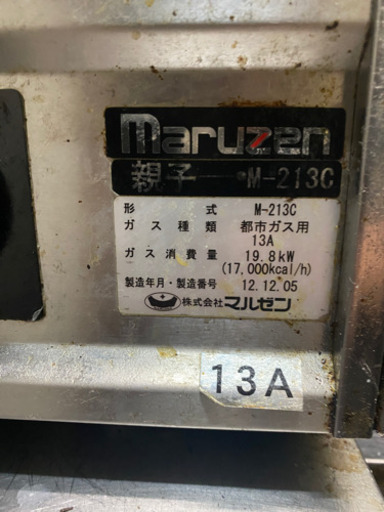 maruzen
親子 M-213C
形 式 M-213C
ガス種類 都市ガス用
13A
ガス消費量 19.8kW
(17,000kcal/h)
製造年月・製造番号 12.12.05
株式会社マルゼン
13A